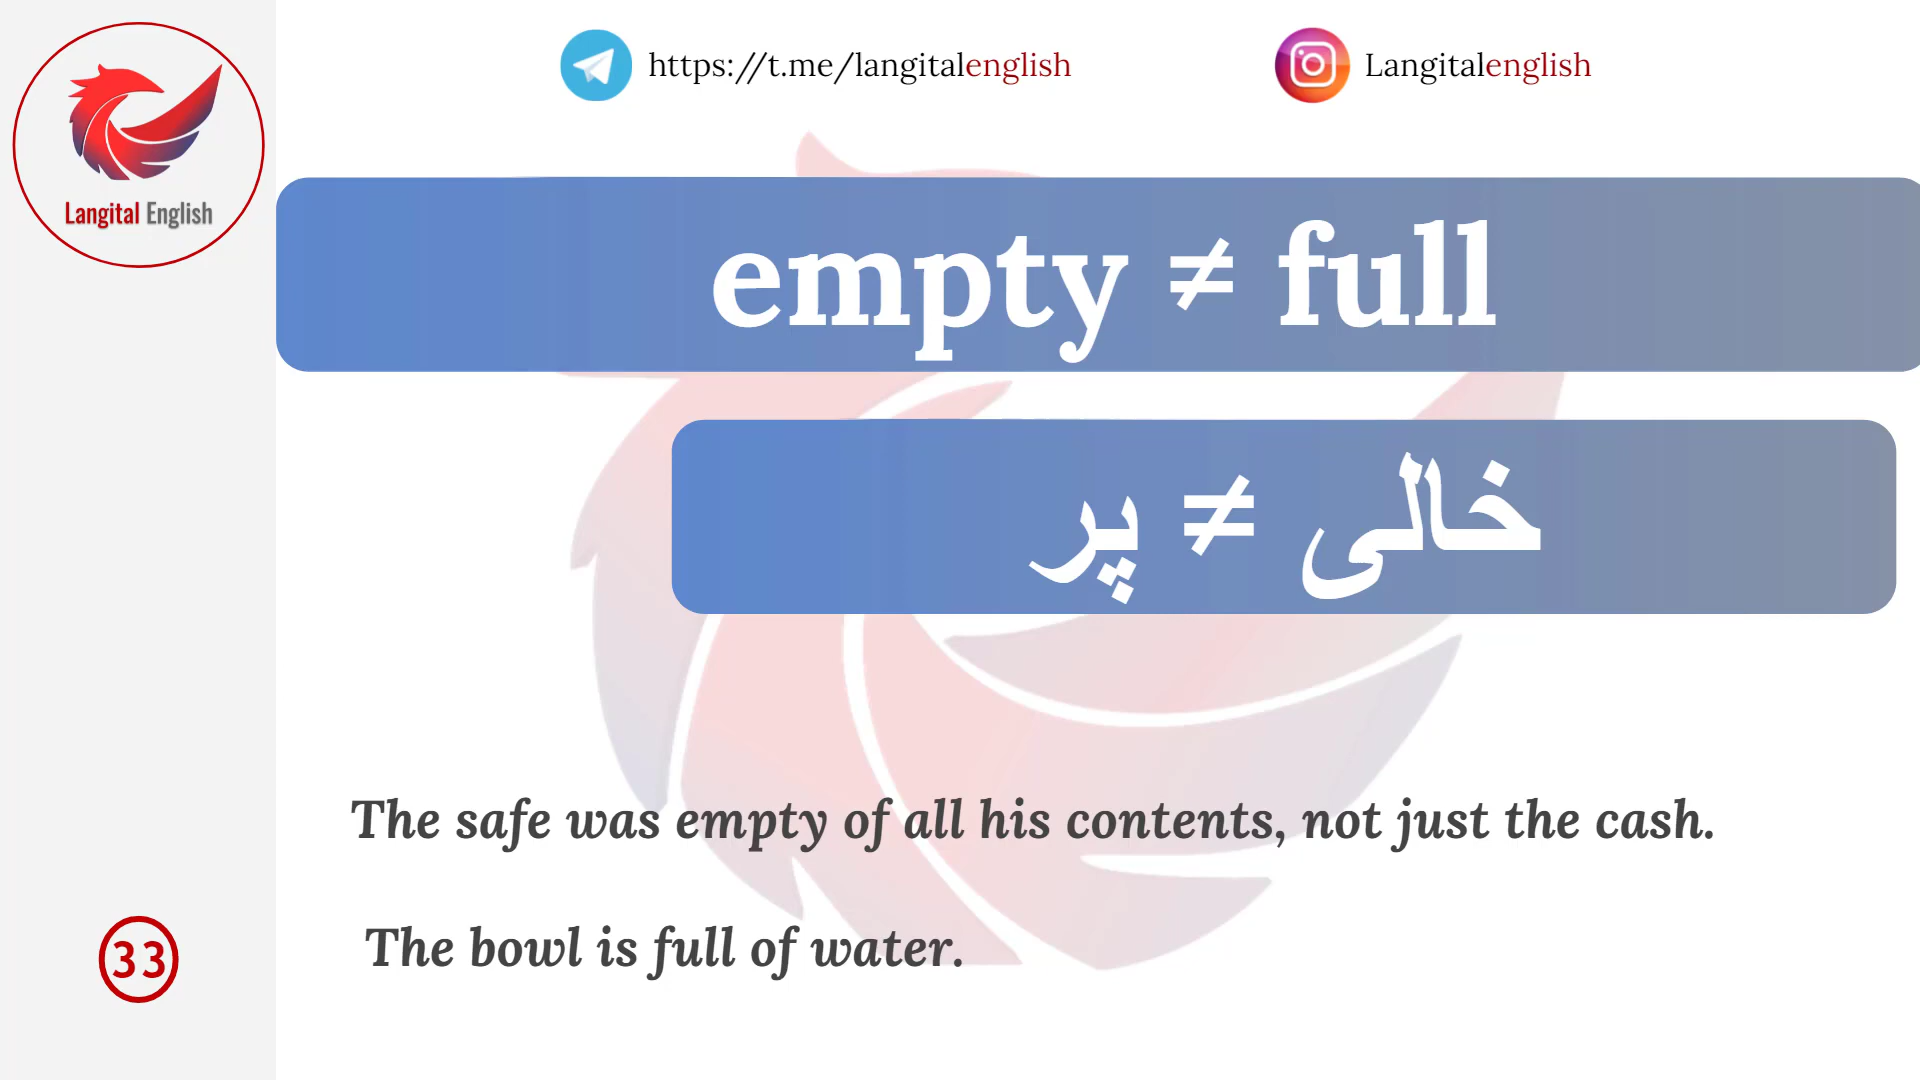 Langital English
https://t.me/langitalenglish
Langitalenglish
empty ≠ full
خالی ≠ پر
The safe was empty of all his contents, not just the cash.
The bowl is full of water.
33